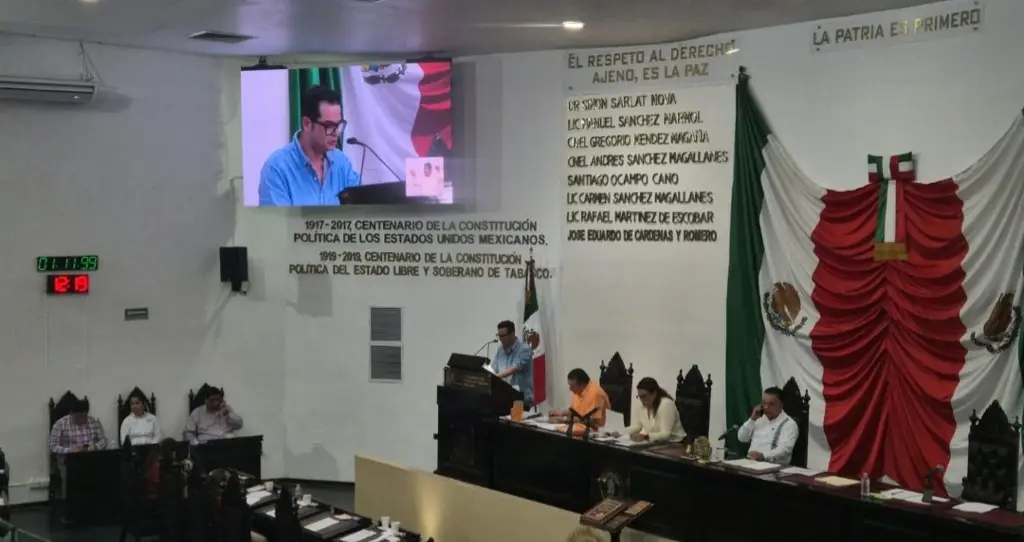 EL RESPETO AL DERECHO
AJENO, ES LA PAZ
LA PATRIA ES PRIMERO
DR SIMON SARLAT NOVA
LIC MANUEL SANCHEZ MARMOL
CNEL GREGORIO MENDEZ MAGAÑA
CNEL ANDRES SANCHEZ MAGALLANES
SANTIAGO OCAMPO CANO
LIC CARMEN SANCHEZ MAGALLANES
LIC RAFAEL MARTINEZ DE ESCOBAR
JOSE EDUARDO DE CARDENAS Y ROMERO
1917-2017, CENTENARIO DE LA CONSTITUCIÓN
POLÍTICA DE LOS ESTADOS UNIDOS MEXICANOS.
1919-2019, CENTENARIO DE LA CONSTITUCIÓN
POLÍTICA DEL ESTADO LIBRE Y SOBERANO DE TABASCO.
01:11:99
12:19